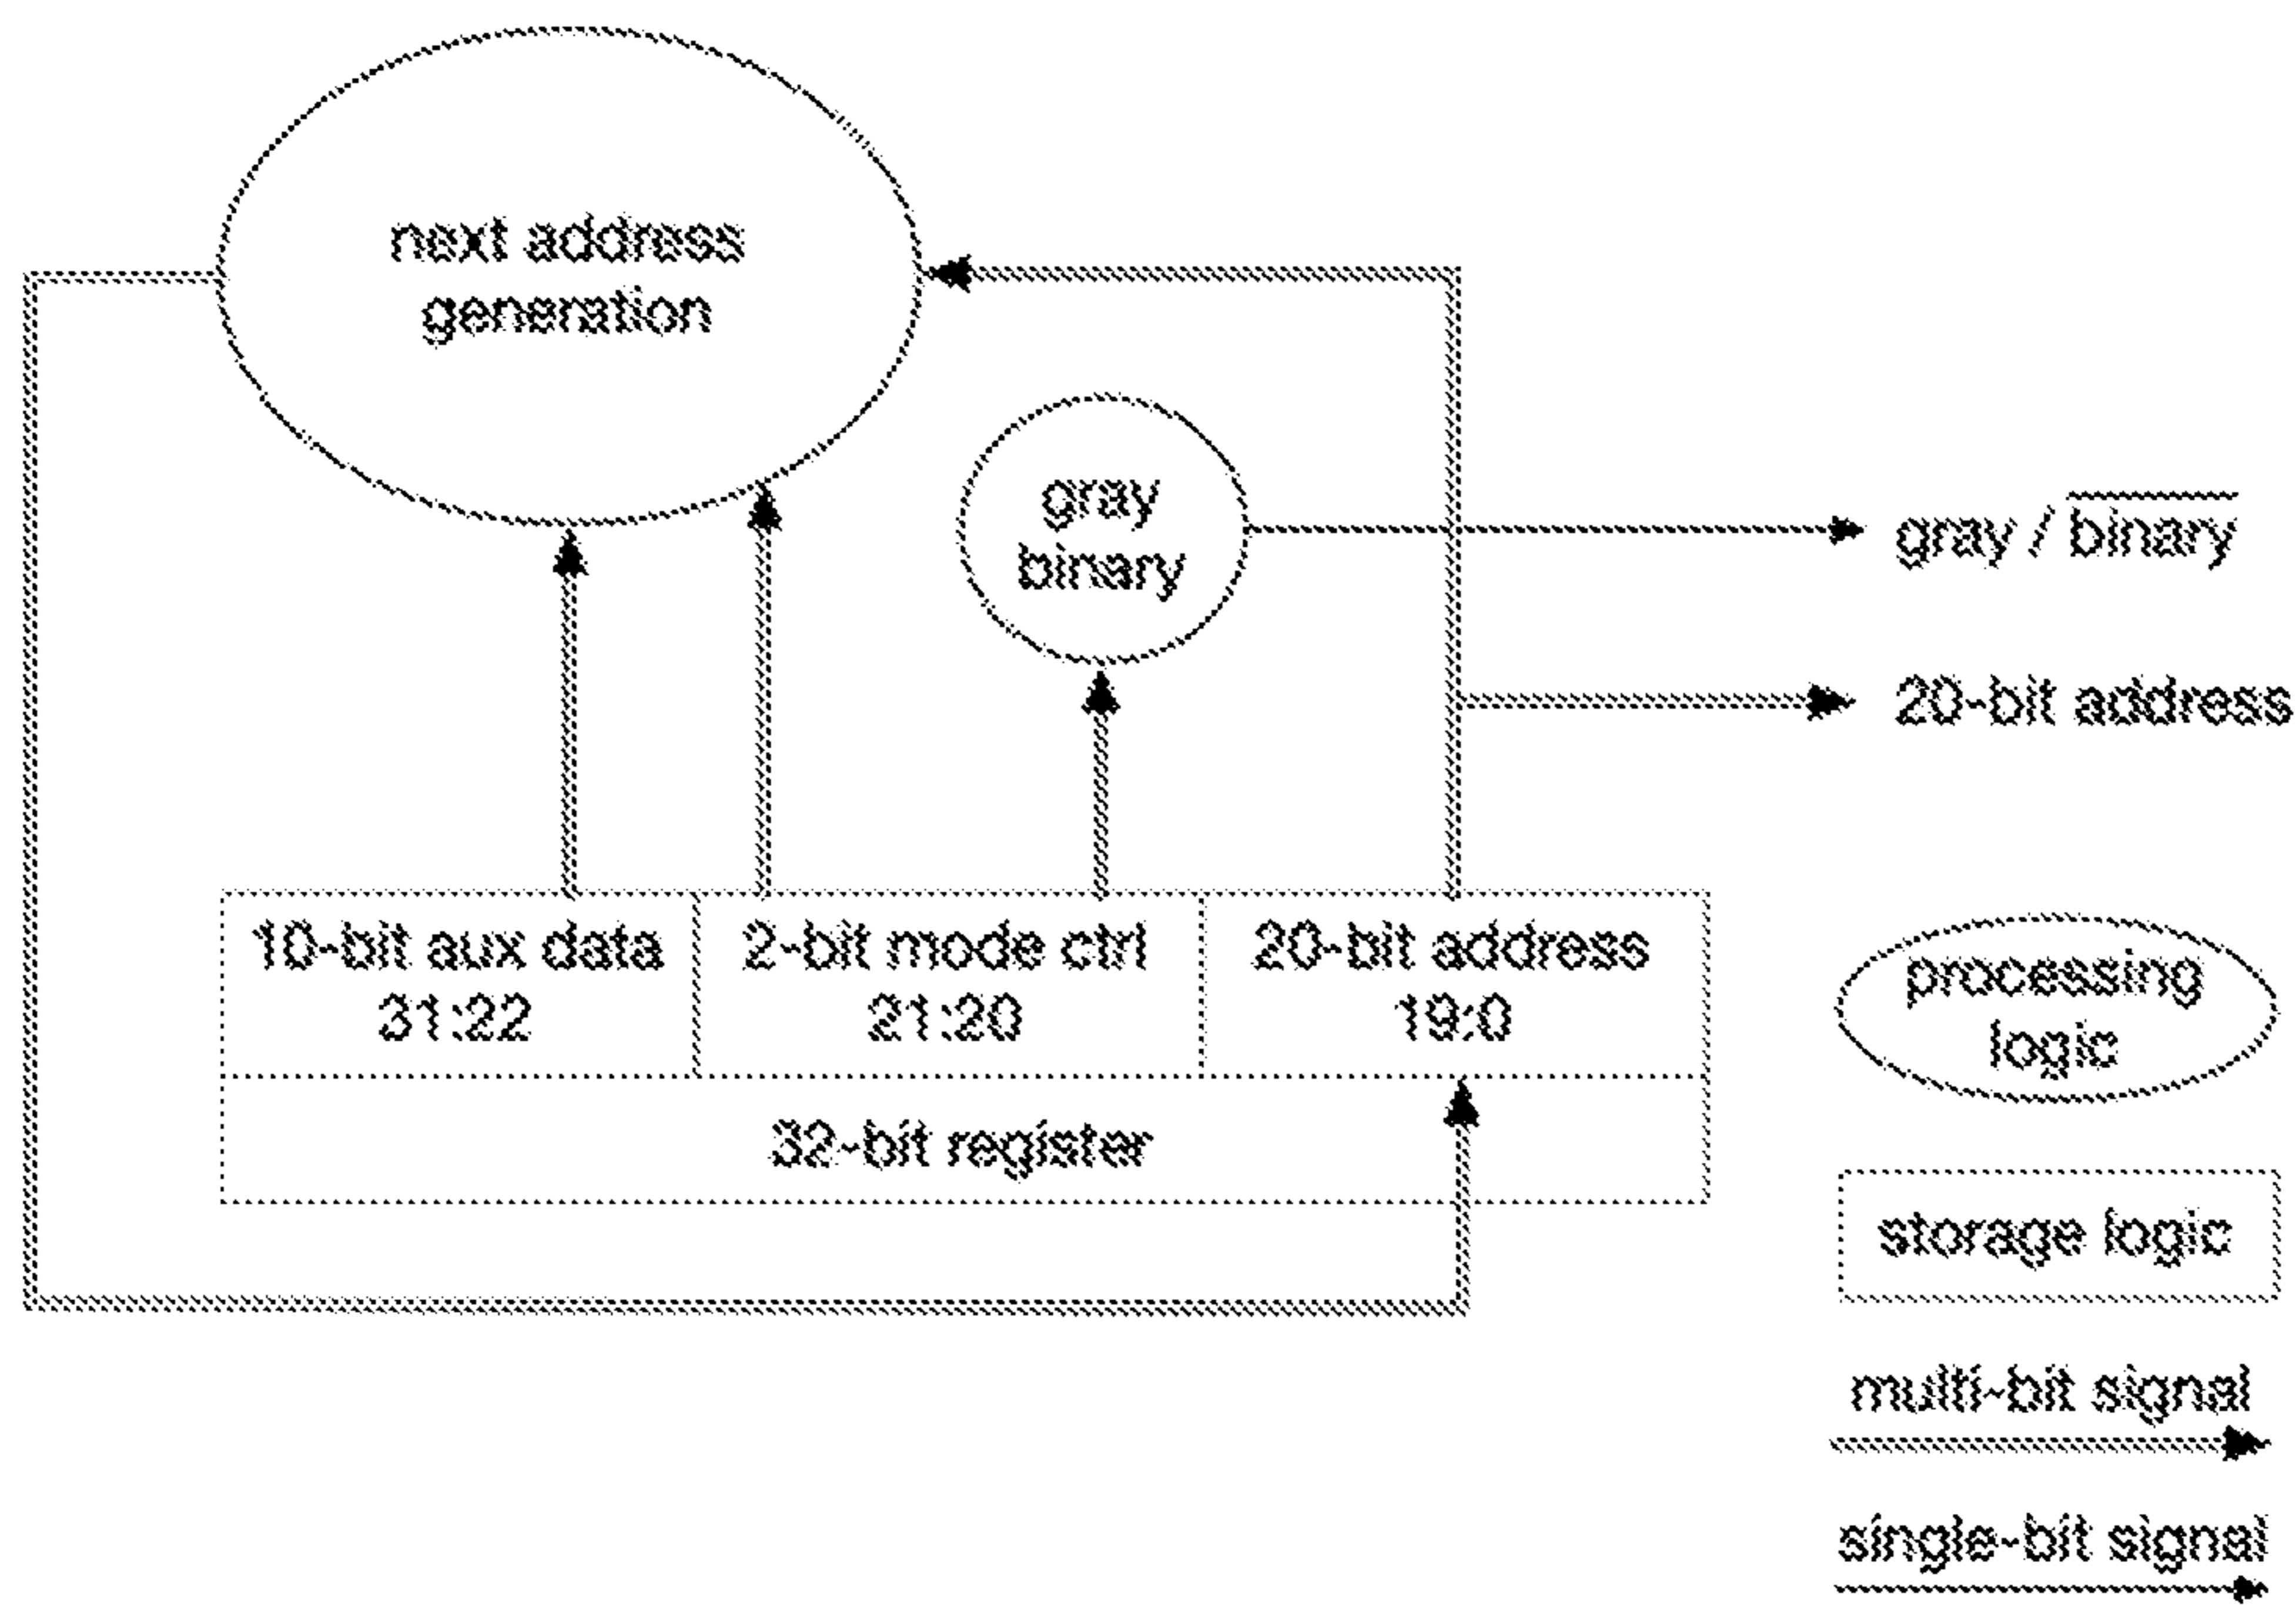 next address
generation
gray
binary
gray / binary
20-bit address
10-bit aux data
31:22
2-bit mode ctrl
21:20
20-bit address
19:0
32-bit register
processing
logic
storage logic
multi-bit signal
single-bit signal